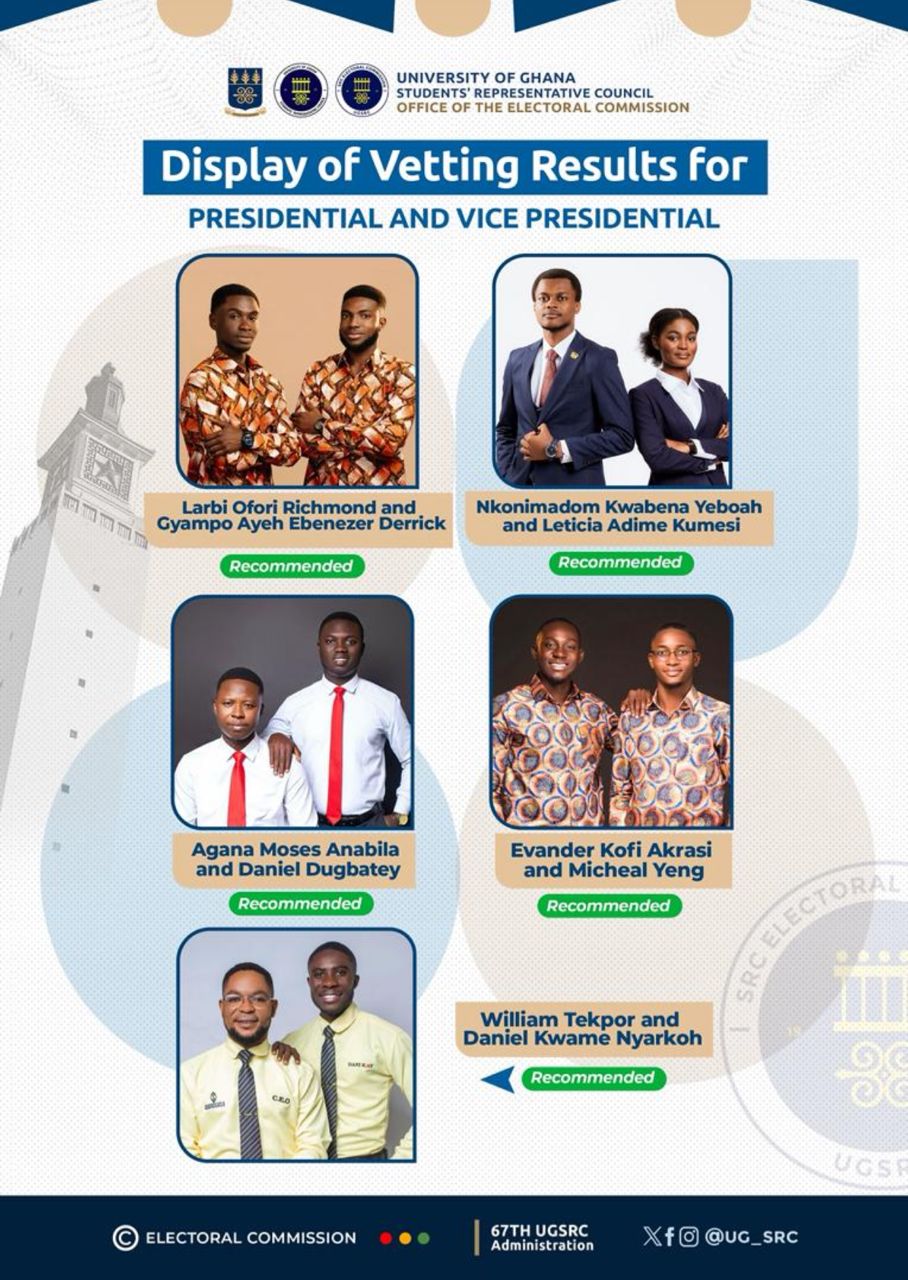 UNIVERSITY OF GHANA
STUDENTS' REPRESENTATIVE COUNCIL
OFFICE OF THE ELECTORAL COMMISSION
Display of Vetting Results for
PRESIDENTIAL AND VICE PRESIDENTIAL
Larbi Ofori Richmond and
Gyampo Ayeh Ebenezer Derrick
Recommended
Nkonimadom Kwabena Yeboah
and Leticia Adime Kumesi
Recommended
Agana Moses Anabila
and Daniel Dugbatey
Recommended
Evander Kofi Akrasi
and Micheal Yeng
Recommended
C.E.O
William Tekpor and
Daniel Kwame Nyarkoh
Recommended
SRC ELECTORAL
UGSR
© ELECTORAL COMMISSION
67TH UGSRC
Administration
@UG_SRC